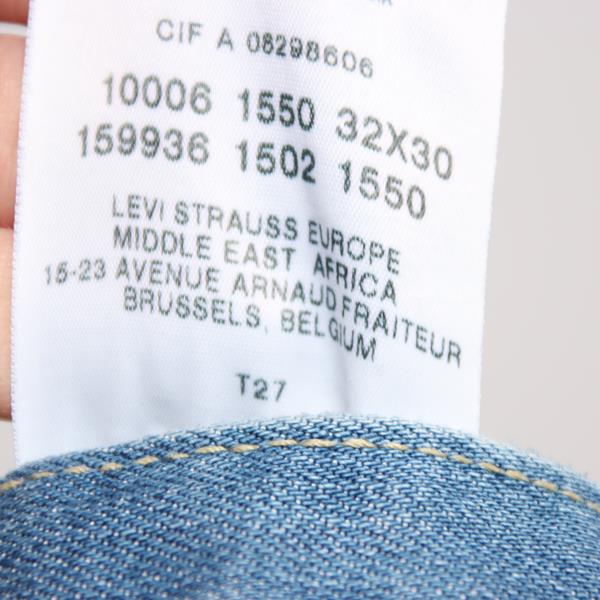 CIF A 08298606
10006 1550 32X30
159936 1502 1550
LEVI STRAUSS EUROPE
MIDDLE EAST AFRICA
15-23 AVENUE ARNAUD FRAITEUR
BRUSSELS, BELGIUM
T27